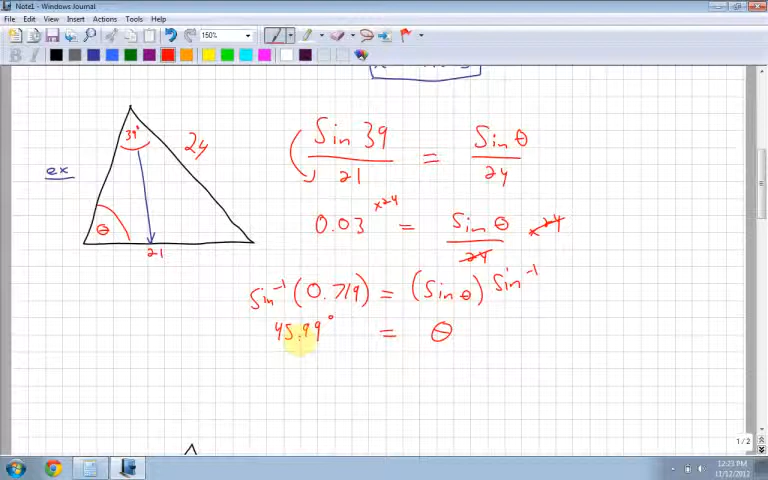 Note1 - Windows Journal
File Edit View Insert Actions Tools Help
150%
ex
39°
24
θ
21
Sin 39 / 21 = Sin θ / 24
0.03 ×24 = Sin θ / 24 ×24
Sin⁻¹ (0.719) = (Sin θ) Sin⁻¹
45.99° = θ
1/2
12:23 PM
11/12/2012